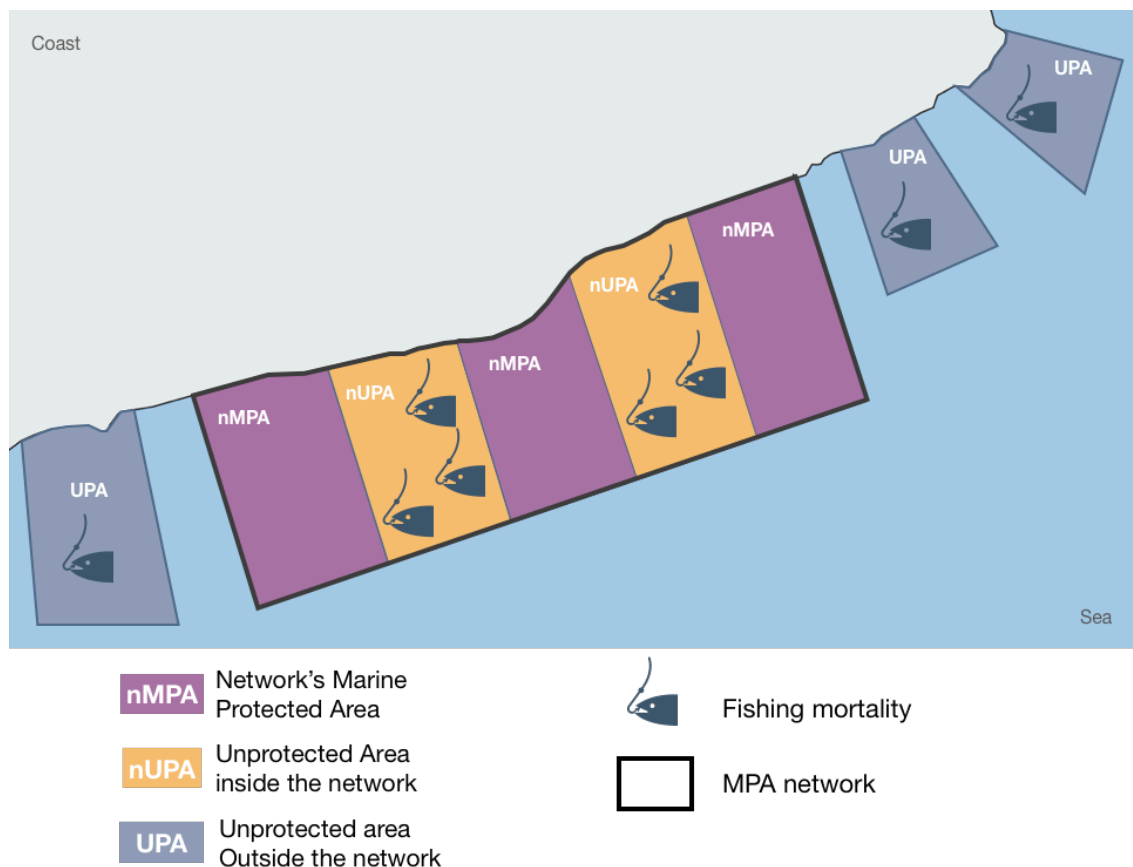 Coast
UPA
UPA
nMPA
nUPA
nMPA
nUPA
nMPA
UPA
Sea
nMPA
Network's Marine
Protected Area
Fishing mortality
nUPA
Unprotected Area
inside the network
MPA network
UPA
Unprotected area
Outside the network